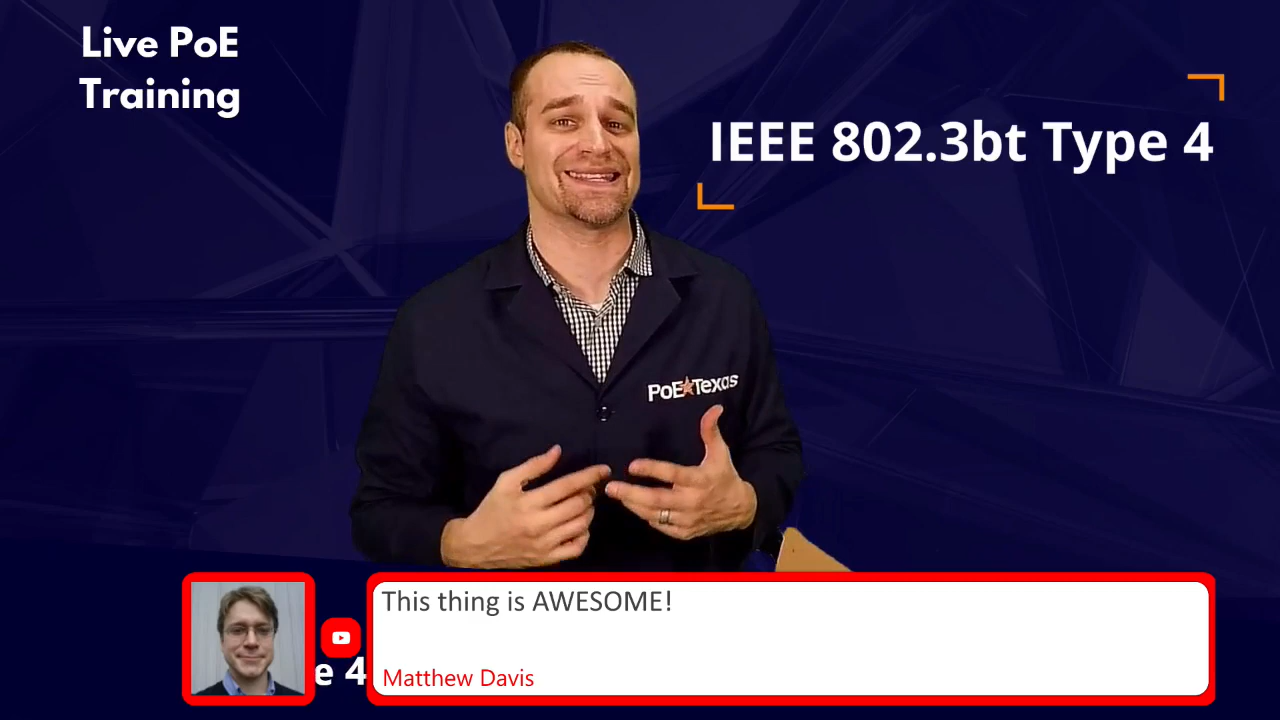 Live PoE
Training
IEEE 802.3bt Type 4
PoE Texas
This thing is AWESOME!
e 4
Matthew Davis